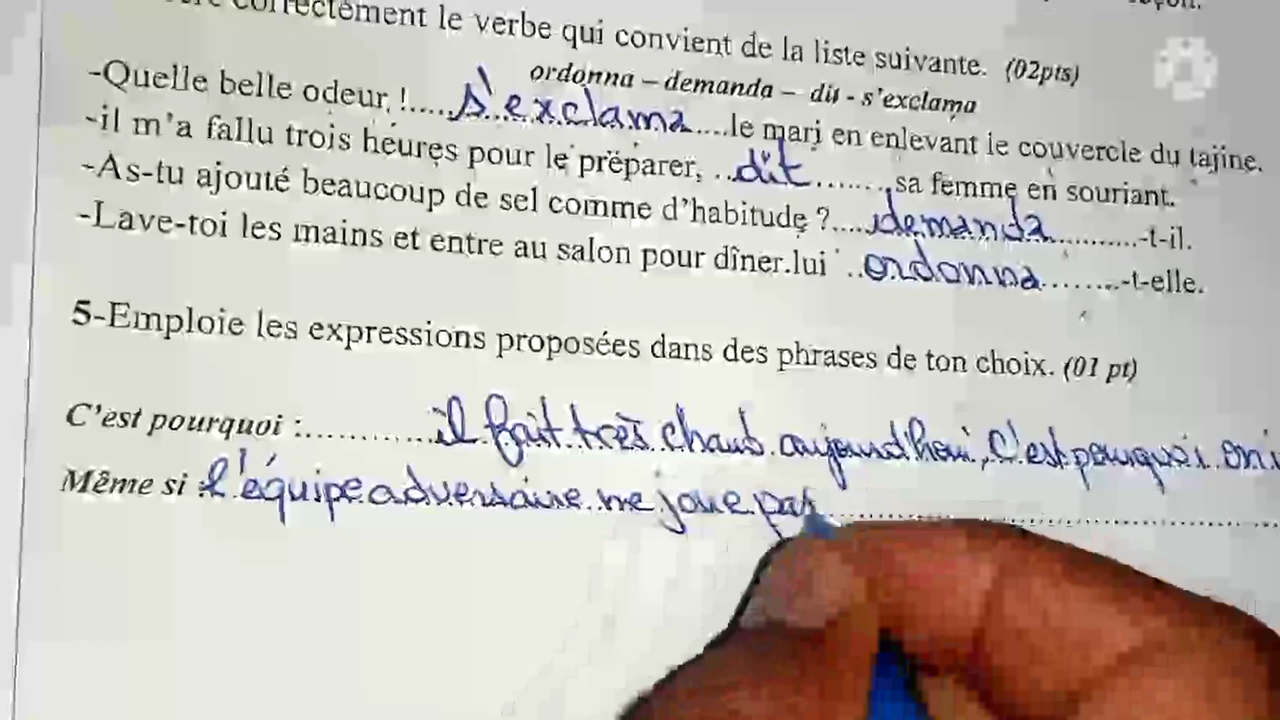 correctement le verbe qui convient de la liste suivante. (02pts)
ordonna – demanda – dit - s'exclama
-Quelle belle odeur !.....s'exclama....le mari en enlevant le couvercle du tajine.
-il m'a fallu trois heures pour le préparer, ..dit.......,sa femme en souriant.
-As-tu ajouté beaucoup de sel comme d'habitude ?....demanda..........-t-il.
-Lave-toi les mains et entre au salon pour dîner.lui ..ordonna.......-t-elle.
5-Emploie les expressions proposées dans des phrases de ton choix. (01 pt)
C'est pourquoi :.............il fait très chaud aujourd'hui, c'est pourquoi on
Même si l'équipe adversaire ne joue pas